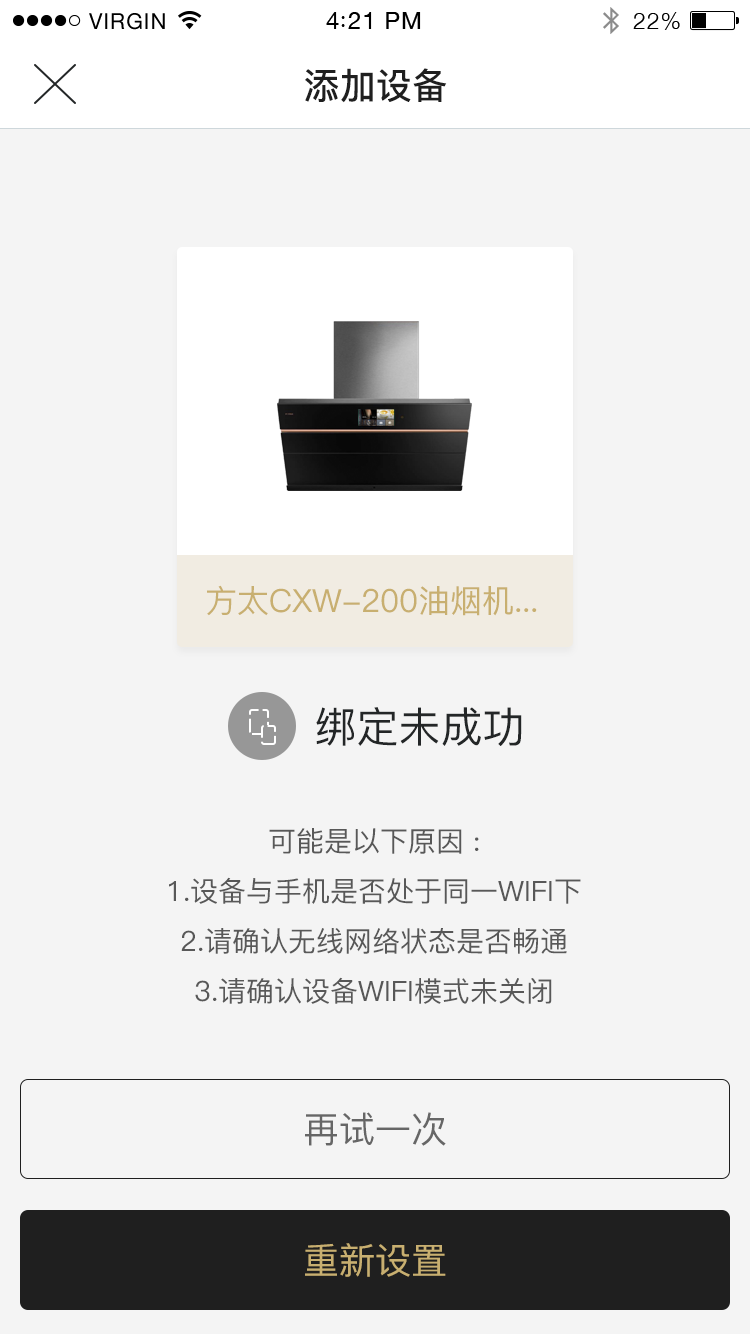 VIRGIN 4:21 PM 22%
添加设备
方太CXW-200油烟机...
绑定未成功
可能是以下原因：
1.设备与手机是否处于同一WIFI下
2.请确认无线网络状态是否畅通
3.请确认设备WIFI模式未关闭
再试一次
重新设置